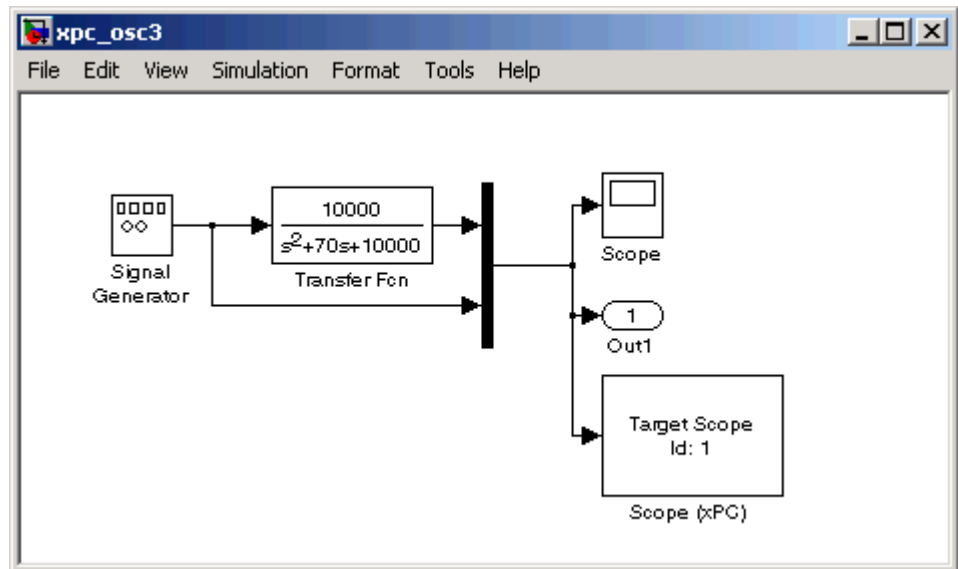 xpc_osc3
File Edit View Simulation Format Tools Help
10000
s²+70s+10000
Transfer Fcn
Signal
Generator
Scope
1
Out1
Target Scope
Id: 1
Scope (xPC)